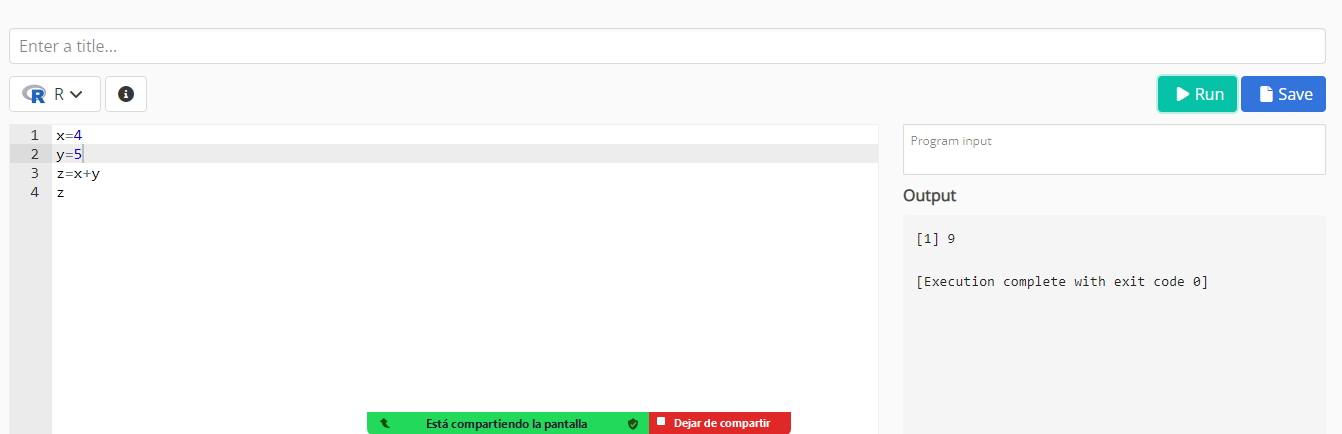 Enter a title...
R
Run
Save
1 x=4
2 y=5
3 z=x+y
4 z
Program input
Output
[1] 9
[Execution complete with exit code 0]
Está compartiendo la pantalla
Dejar de compartir